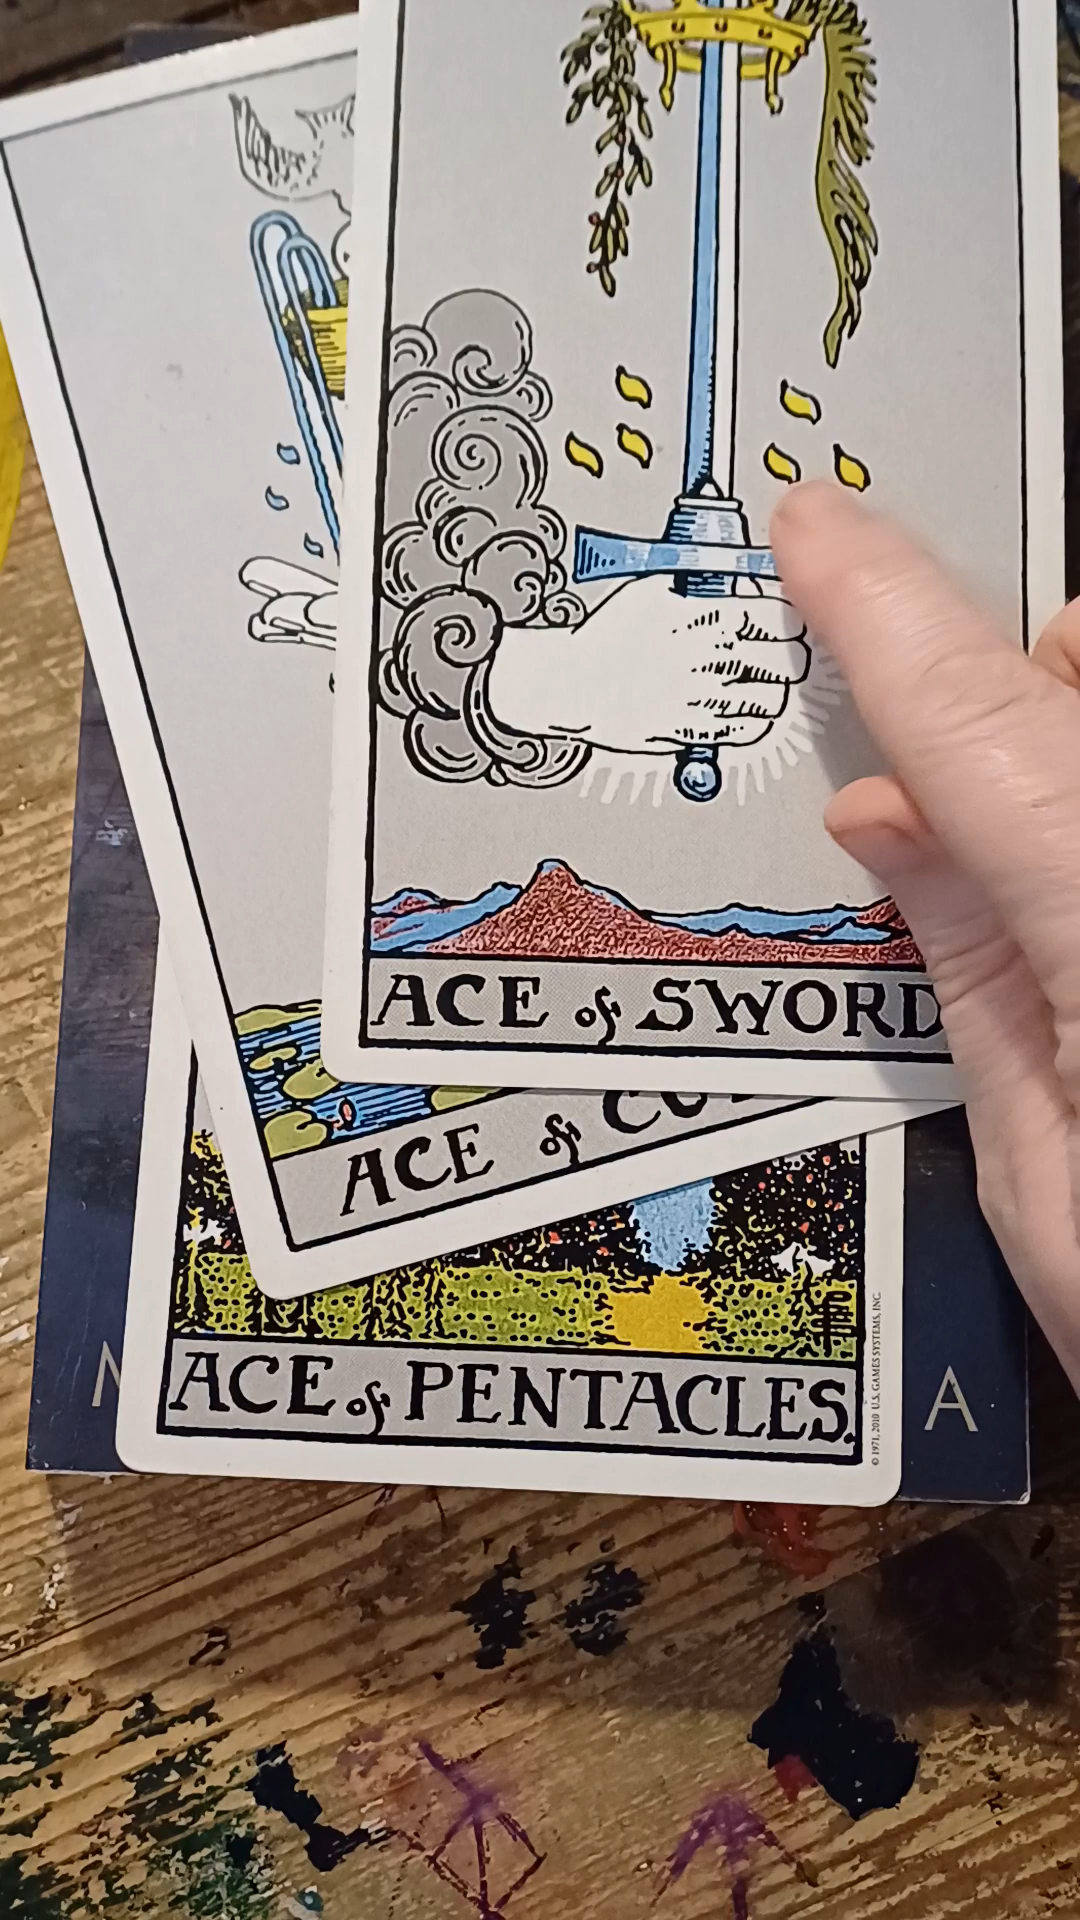 ACE of SWORD
ACE of CU
ACE of PENTACLES.
© 1971, 2010 U.S. GAMES SYSTEMS, INC.
M A